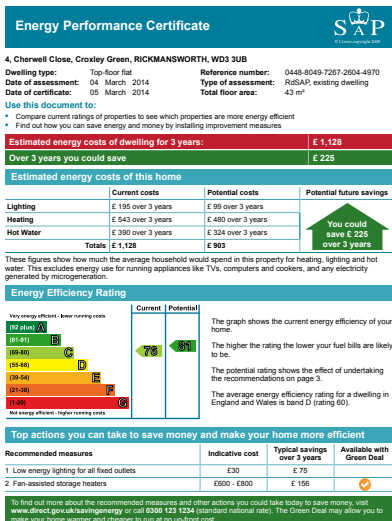 Energy Performance Certificate
SAP
4, Cherwell Close, Croxley Green, RICKMANSWORTH, WD3 3UB
Dwelling type: Top-floor flat Reference number: 0448-8049-7267-2604-4970
Date of assessment: 04 March 2014 Type of assessment: RdSAP, existing dwelling
Date of certificate: 05 March 2014 Total floor area: 43 m²
Use this document to:
• Compare current ratings of properties to see which properties are more energy efficient
• Find out how you can save energy and money by installing improvement measures
Estimated energy costs of dwelling for 3 years: £ 1,128
Over 3 years you could save £ 225
Estimated energy costs of this home
Current costs Potential costs Potential future savings
Lighting £ 195 over 3 years £ 99 over 3 years
Heating £ 543 over 3 years £ 480 over 3 years
Hot Water £ 390 over 3 years £ 324 over 3 years
Totals £ 1,128 £ 903
You could
save £ 225
over 3 years
These figures show how much the average household would spend in this property for heating, lighting and hot
water. This excludes energy use for running appliances like TVs, computers and cookers, and any electricity
generated by microgeneration.
Energy Efficiency Rating
Current Potential
Very energy efficient - lower running costs
(92 plus) A
(81-91) B
(69-80) C
(55-68) D
(39-54) E
(21-38) F
(1-20) G
Not energy efficient - higher running costs
76 81
The graph shows the current energy efficiency of your
home.
The higher the rating the lower your fuel bills are likely
to be.
The potential rating shows the effect of undertaking
the recommendations on page 3.
The average energy efficiency rating for a dwelling in
England and Wales is band D (rating 60).
Top actions you can take to save money and make your home more efficient
Recommended measures Indicative cost Typical savings over 3 years Available with Green Deal
1 Low energy lighting for all fixed outlets £30 £ 75
2 Fan-assisted storage heaters £600 - £800 £ 156
To find out more about the recommended measures and other actions you could take today to save money, visit
www.direct.gov.uk/savingenergy or call 0300 123 1234 (standard national rate). The Green Deal may allow you to
make your home warmer and cheaper to run at no up-front cost.